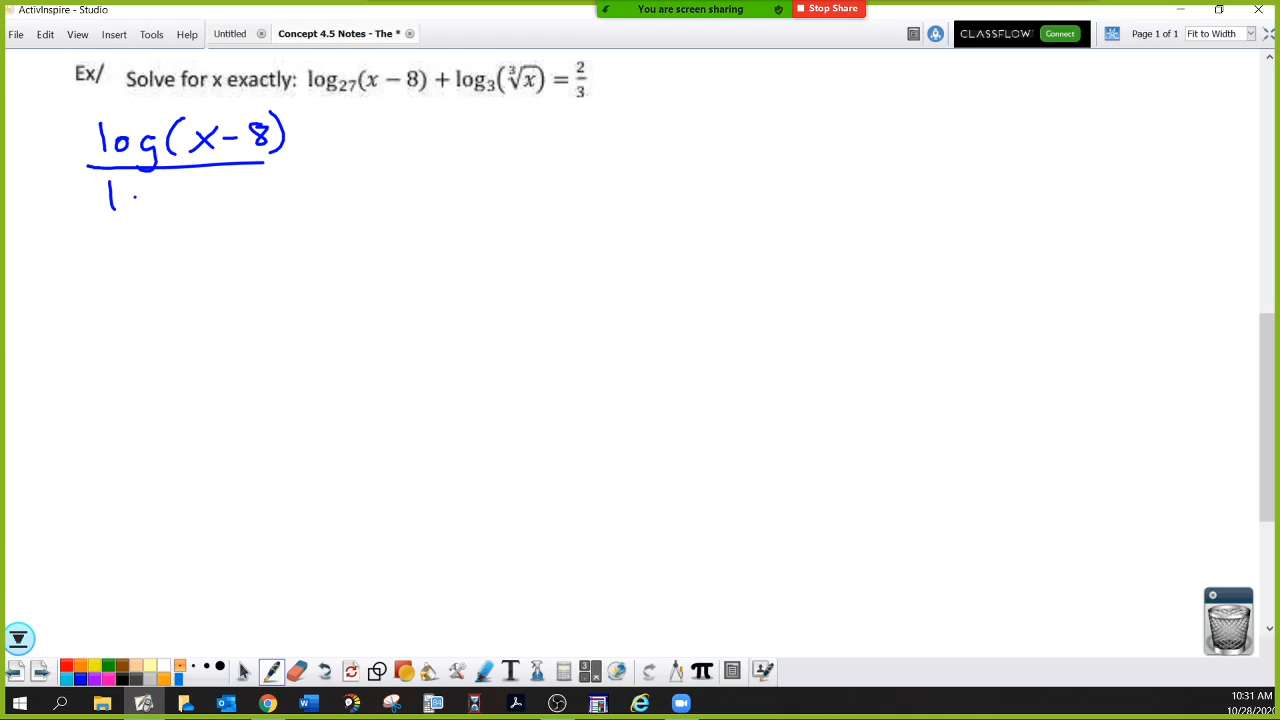 ActivInspire - Studio
You are screen sharing Stop Share
File Edit View Insert Tools Help Untitled Concept 4.5 Notes - The * CLASSFLOW Connect Page 1 of 1 Fit to Width
Ex/ Solve for x exactly: log₂₇(x − 8) + log₃(∛x) = 2/3
log(x-8)
l
10:31 AM
10/28/2020